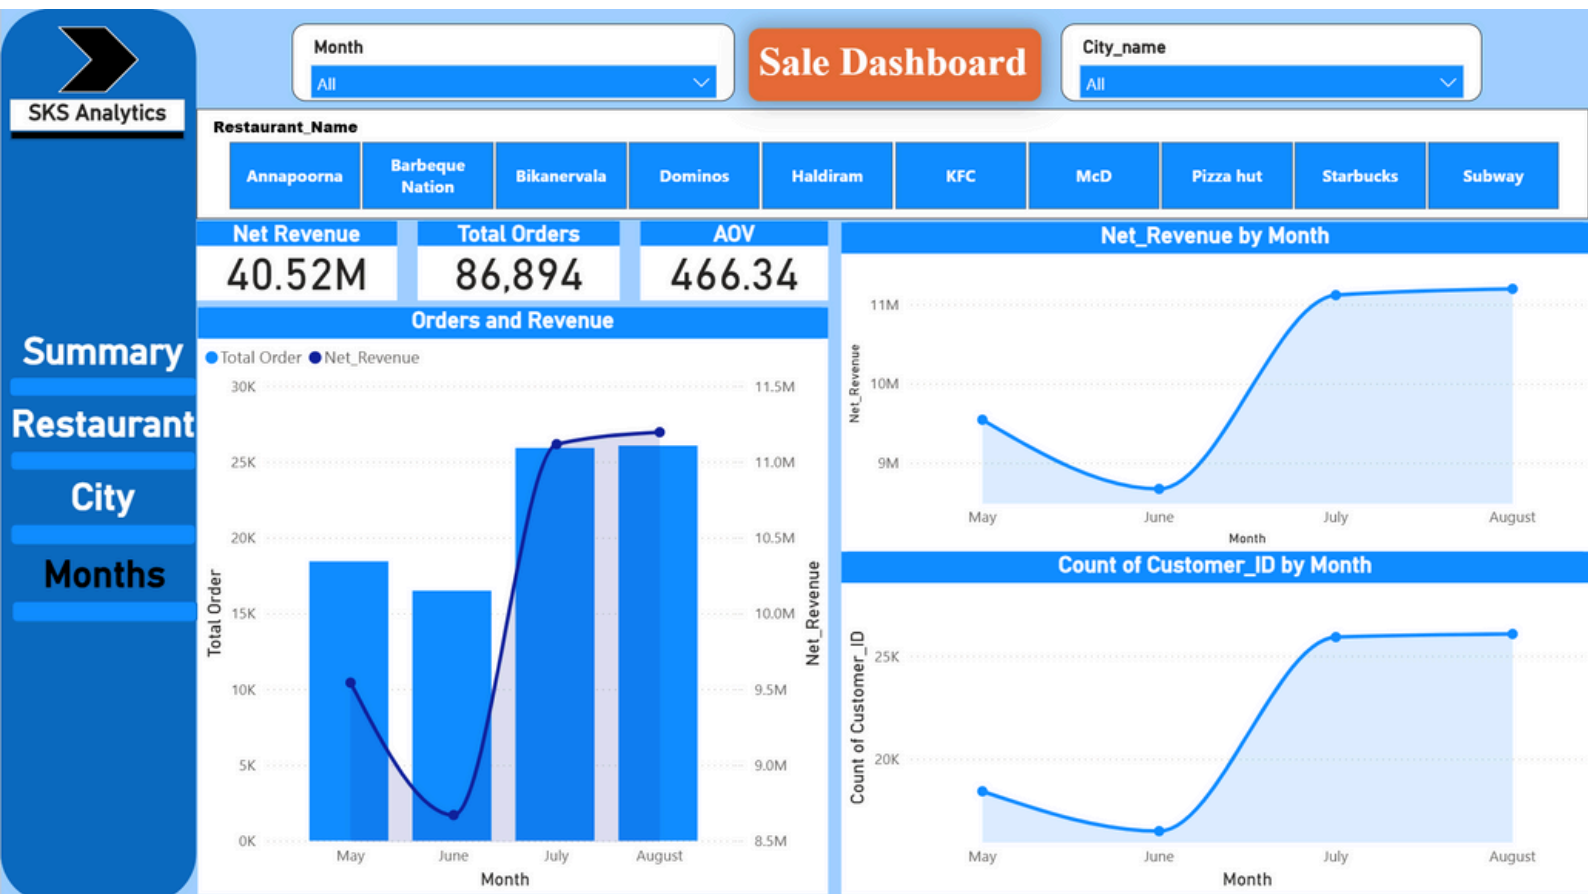 SKS Analytics
Summary
Restaurant
City
Months
Month
All
Sale Dashboard
City_name
All
Restaurant_Name
Annapoorna
Barbeque
Nation
Bikanervala
Dominos
Haldiram
KFC
McD
Pizza hut
Starbucks
Subway
Net Revenue
40.52M
Total Orders
86,894
AOV
466.34
Orders and Revenue
Total Order Net_Revenue
30K
25K
20K
15K
10K
5K
0K
Total Order
11.5M
11.0M
10.5M
10.0M
9.5M
9.0M
8.5M
Net_Revenue
May June July August
Month
Net_Revenue by Month
11M
10M
9M
Net_Revenue
May June July August
Month
Count of Customer_ID by Month
25K
20K
Count of Customer_ID
May June July August
Month